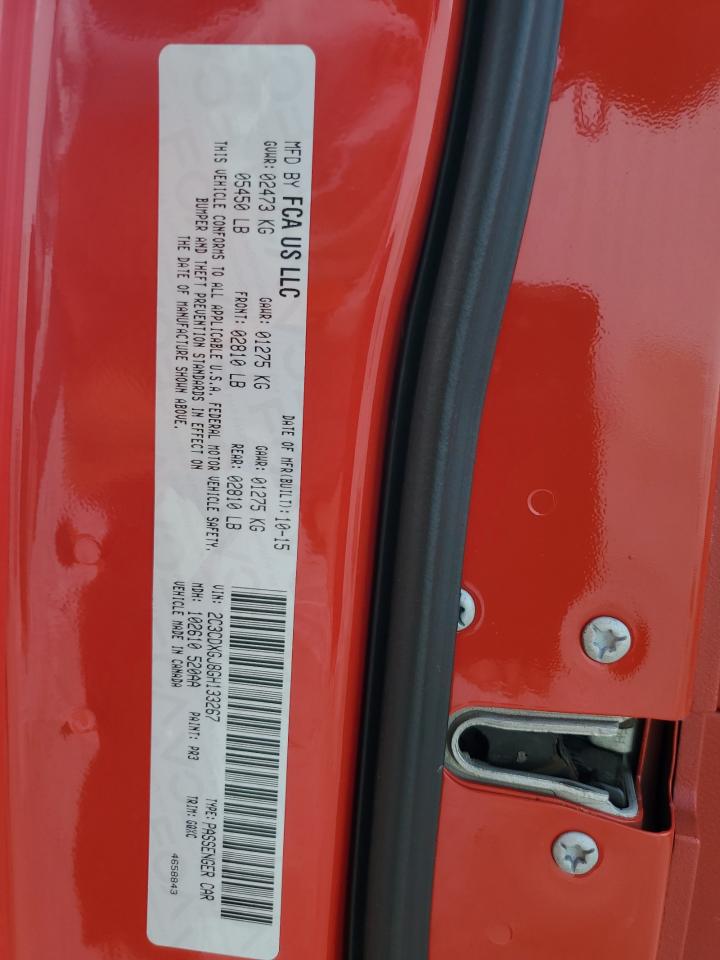 MFD BY FCA US LLC
DATE OF MFR(BUILT): 10-15
GVWR: 02473 KG GAWR: 01275 KG GAWR: 01275 KG
05450 LB FRONT: 02810 LB REAR: 02810 LB
THIS VEHICLE CONFORMS TO ALL APPLICABLE U.S.A. FEDERAL MOTOR VEHICLE SAFETY,
BUMPER AND THEFT PREVENTION STANDARDS IN EFFECT ON
THE DATE OF MANUFACTURE SHOWN ABOVE.
VIN: 2C3CDXGJ8GH133267 TYPE: PASSENGER CAR
MDH: 102610 520AA PAINT: PR3 TRIM: GQXC
VEHICLE MADE IN CANADA 4658843